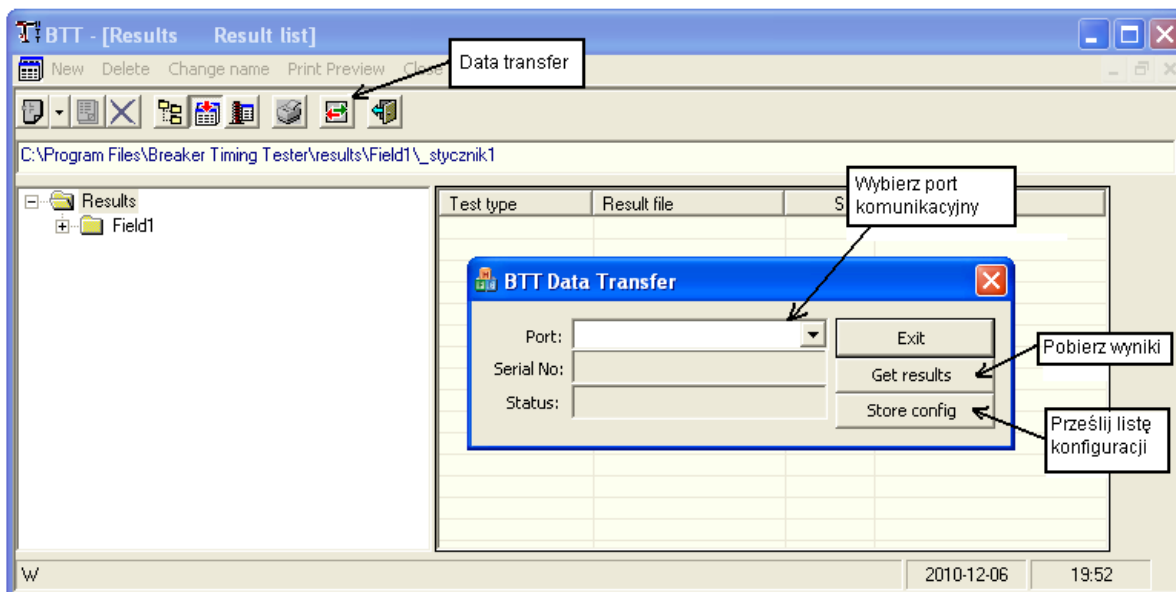 BTT - [Results Result list]
Data transfer
New Delete Change name Print Preview Close
C:\Program Files\Breaker Timing Tester\results\Field1\_stycznik1
Results
Field1
Wybierz port
komunikacyjny
Test type Result file S
BTT Data Transfer
Port:
Exit
Pobierz wyniki
Serial No:
Get results
Status:
Store config
Prześlij listę
konfiguracji
W
2010-12-06 19:52